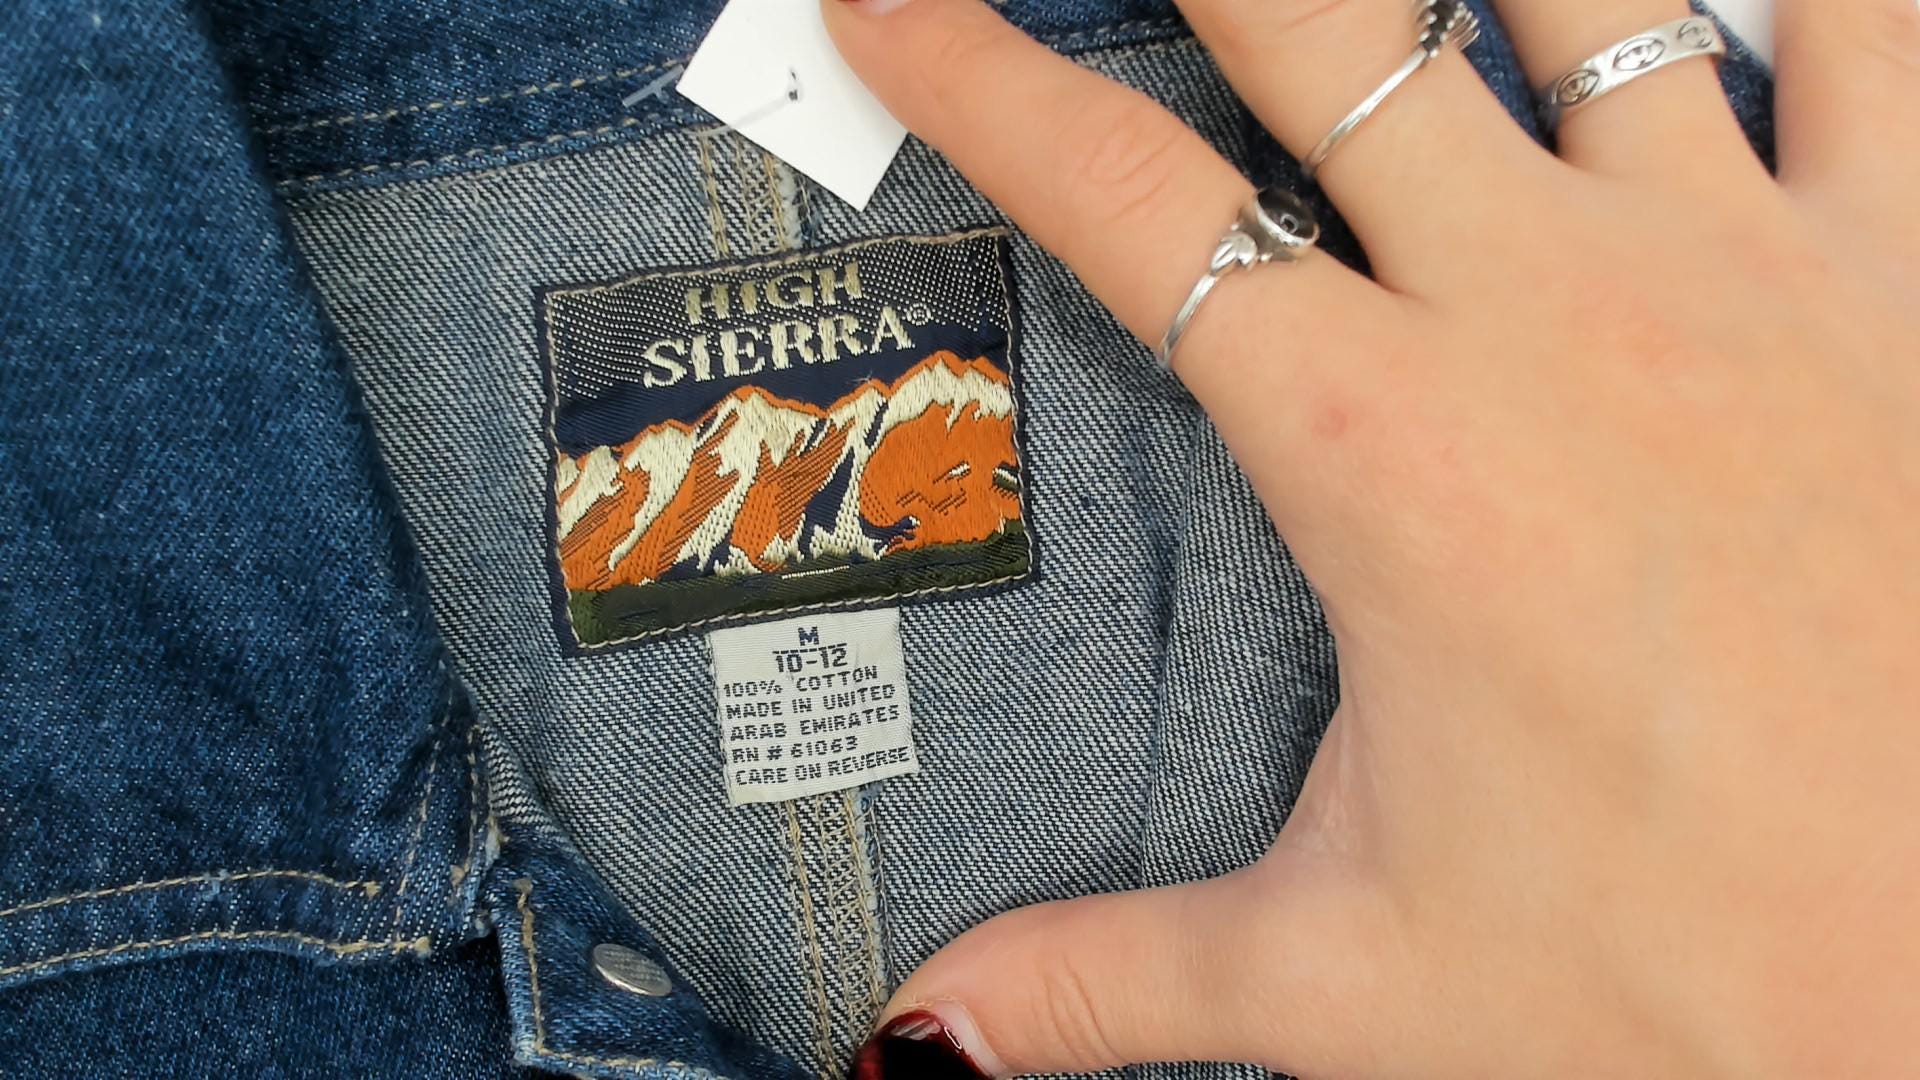 HIGH
SIERRA®
M
10-12
100% COTTON
MADE IN UNITED
ARAB EMIRATES
RN # 61063
CARE ON REVERSE